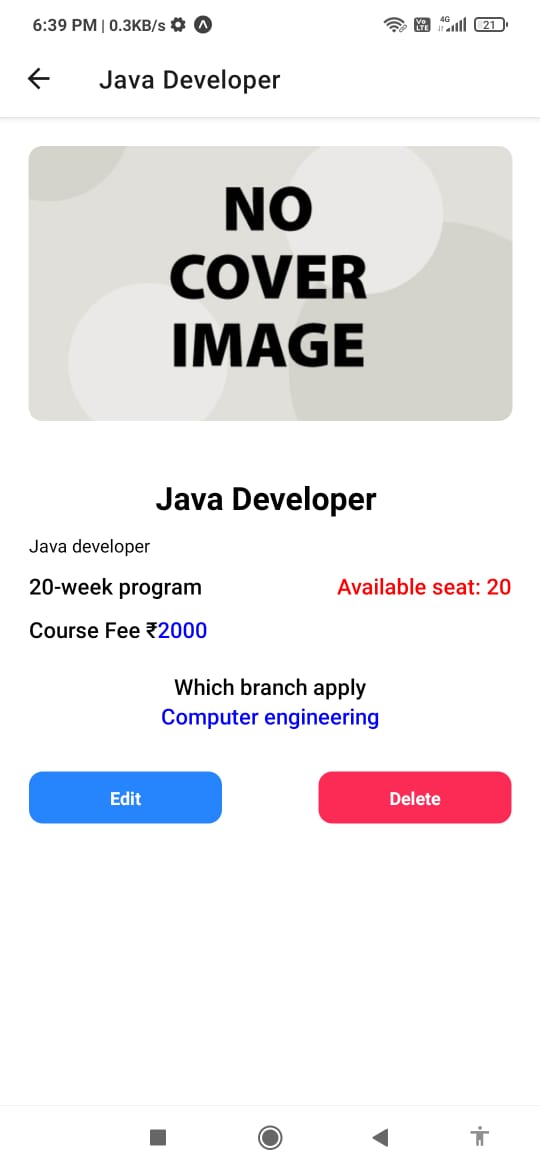 6:39 PM | 0.3KB/s
Vo LTE
4G
21
Java Developer
NO
COVER
IMAGE
Java Developer
Java developer
20-week program
Available seat: 20
Course Fee ₹2000
Which branch apply
Computer engineering
Edit
Delete